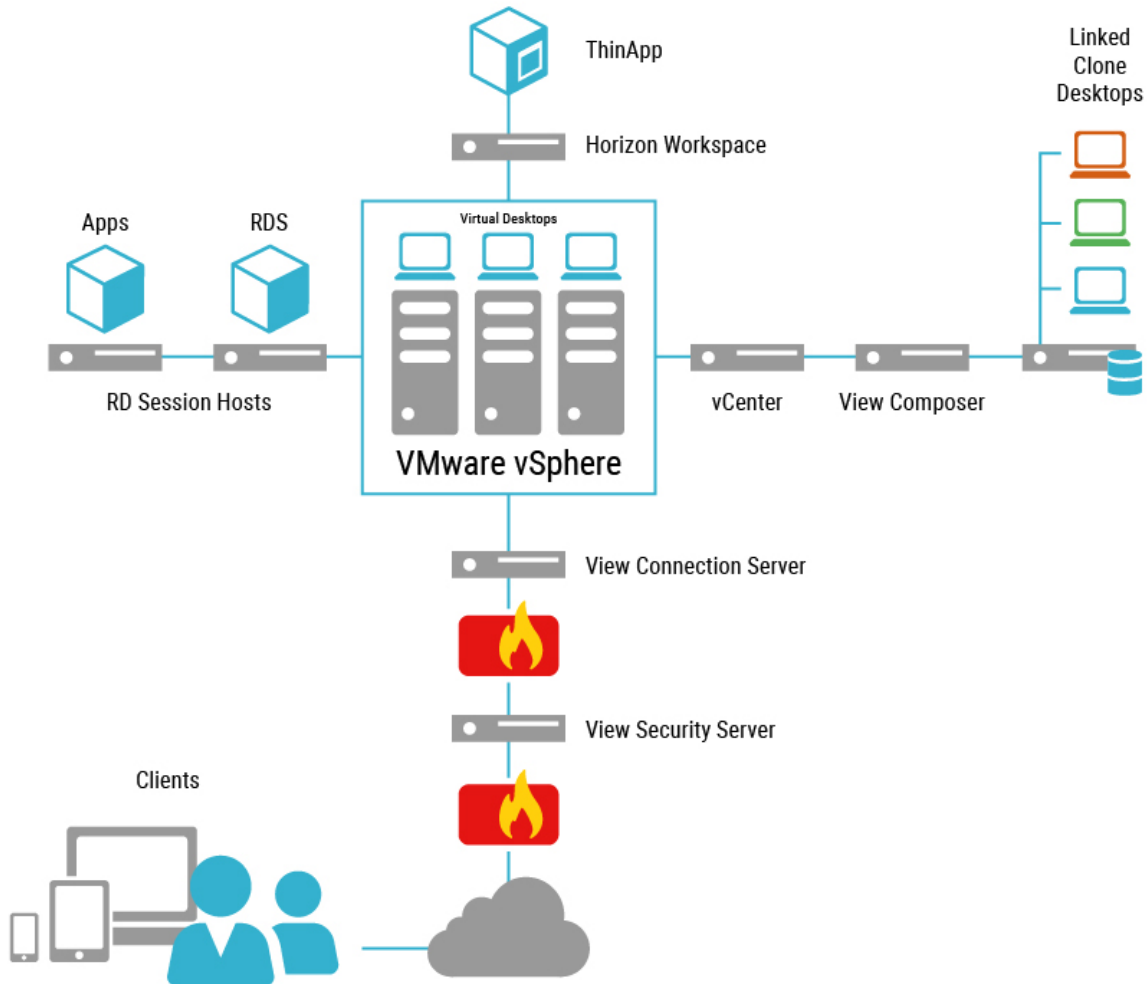 ThinApp
Linked
Clone
Desktops
Horizon Workspace
Apps
RDS
Virtual Desktops
RD Session Hosts
vCenter
View Composer
VMware vSphere
View Connection Server
View Security Server
Clients